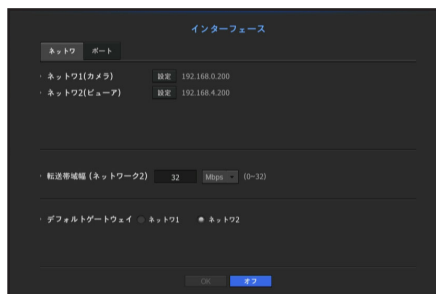 インターフェース
ネットワ ポート
ネットワ1(カメラ) 設定 192.168.0.200
ネットワ2(ビューア) 設定 192.168.4.200
転送帯域幅 (ネットワーク2) 32 Mbps (0~32)
デフォルトゲートウェイ ネットワ1 ネットワ2
OK オフ